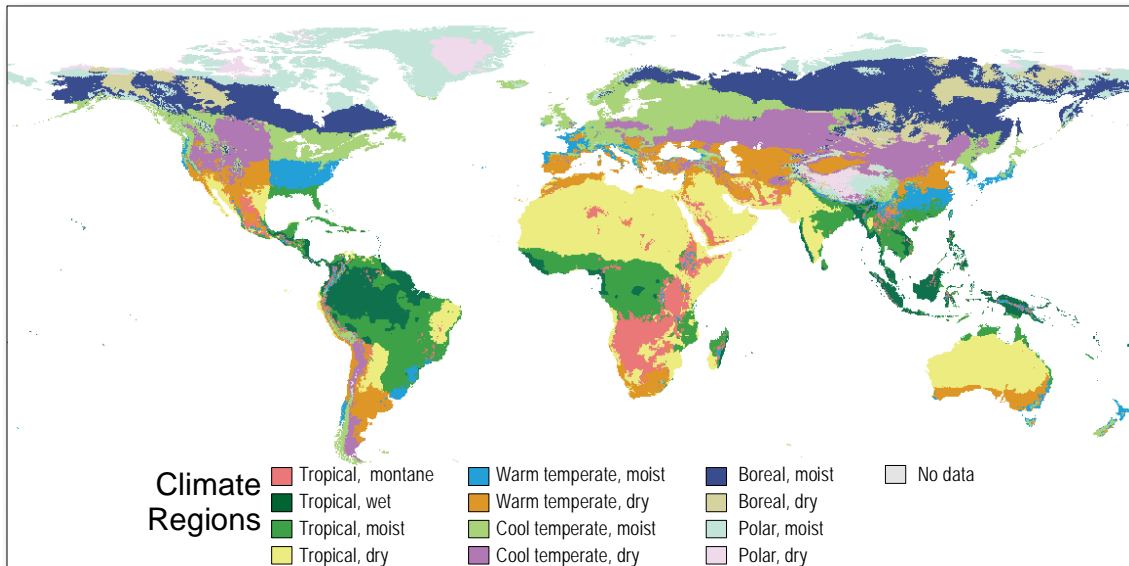 Climate
Regions
Tropical, montane
Tropical, wet
Tropical, moist
Tropical, dry
Warm temperate, moist
Warm temperate, dry
Cool temperate, moist
Cool temperate, dry
Boreal, moist
Boreal, dry
Polar, moist
Polar, dry
No data